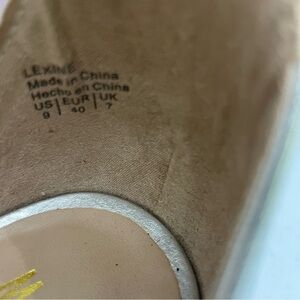 LEXINE
Made in China
Hecho en China
US | EUR | UK
9 | 40 | 7